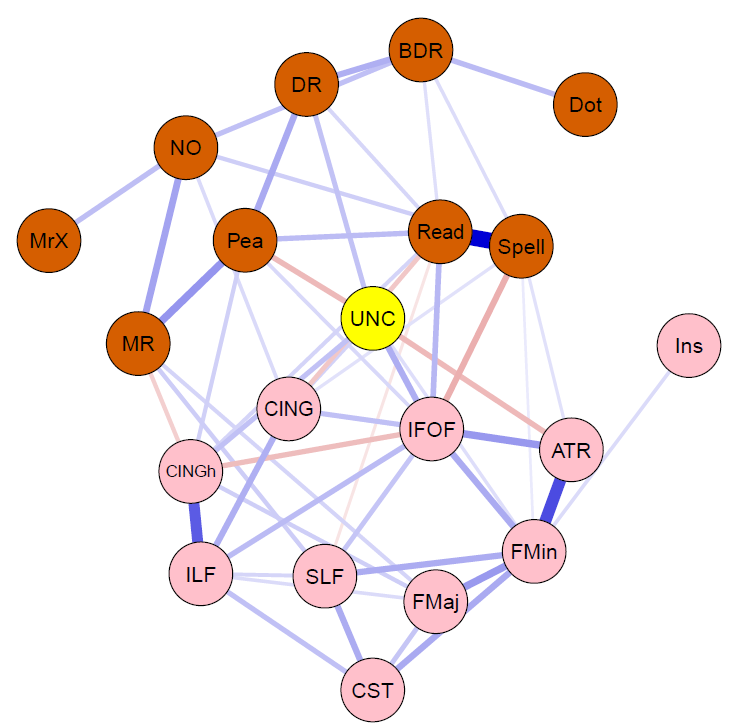 BDR
DR
Dot
NO
Read
MrX
Pea
Spell
UNC
MR
Ins
CING
IFOF
ATR
CINGh
FMin
ILF
SLF
FMaj
CST